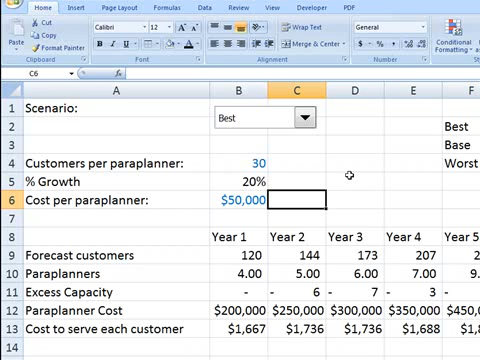 Home Insert Page Layout Formulas Data Review View Developer Add-Ins
Cut
Copy
Format Painter
Paste
Clipboard
Calibri 12
B I U
Font
Alignment
Wrap Text
Merge & Center
General
$ % ,
Number
Conditional
Formatting
C6 fx
A B C D E F
1 Scenario: Best
2 Best
3 Base
4 Customers per paraplanner: 30 Worst
5 % Growth 20%
6 Cost per paraplanner: $50,000
7
8 Year 1 Year 2 Year 3 Year 4 Year 5
9 Forecast customers 120 144 173 207 2
10 Paraplanners 4.00 5.00 6.00 7.00 9.
11 Excess Capacity - - 6 - 7 - 3 -
12 Paraplanner Cost $200,000 $250,000 $300,000 $350,000 $450,0
13 Cost to serve each customer $1,667 $1,736 $1,736 $1,688 $1,8
14